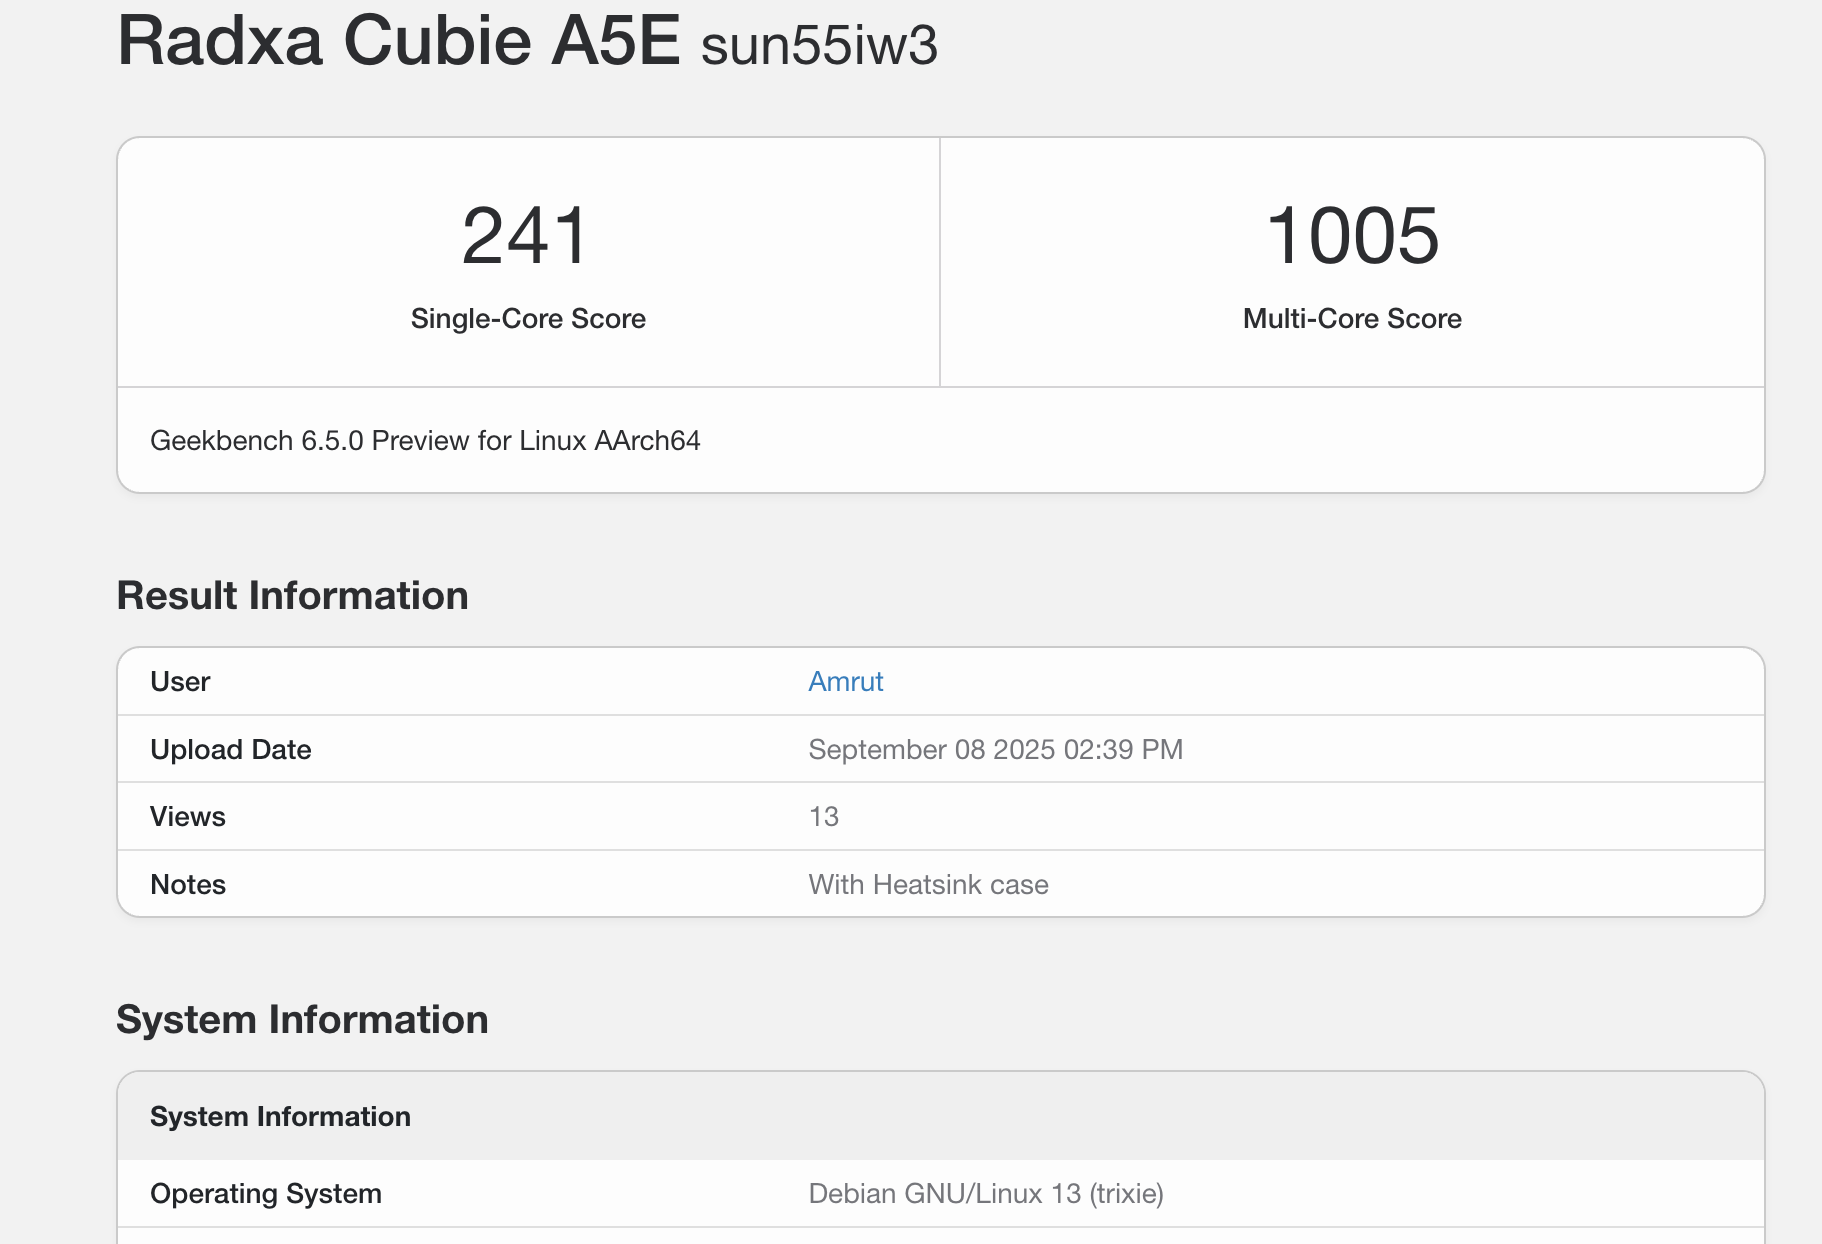 Radxa Cubie A5E sun55iw3
241
Single-Core Score
1005
Multi-Core Score
Geekbench 6.5.0 Preview for Linux AArch64
Result Information
User Amrut
Upload Date September 08 2025 02:39 PM
Views 13
Notes With Heatsink case
System Information
System Information
Operating System Debian GNU/Linux 13 (trixie)